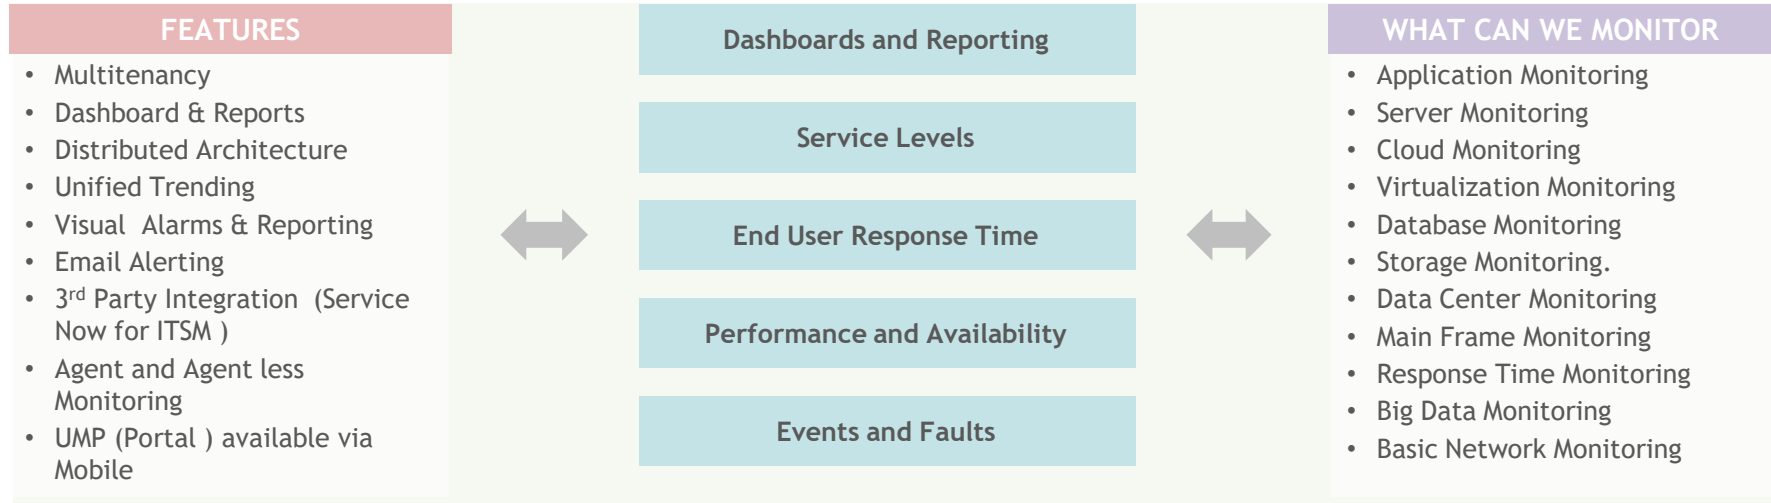 FEATURES
• Multitenancy
• Dashboard & Reports
• Distributed Architecture
• Unified Trending
• Visual  Alarms & Reporting
• Email Alerting
• 3rd Party Integration  (Service
Now for ITSM )
• Agent and Agent less
Monitoring
• UMP (Portal ) available via
Mobile
Dashboards and Reporting
Service Levels
End User Response Time
Performance and Availability
Events and Faults
WHAT CAN WE MONITOR
• Application Monitoring
• Server Monitoring
• Cloud Monitoring
• Virtualization Monitoring
• Database Monitoring
• Storage Monitoring.
• Data Center Monitoring
• Main Frame Monitoring
• Response Time Monitoring
• Big Data Monitoring
• Basic Network Monitoring